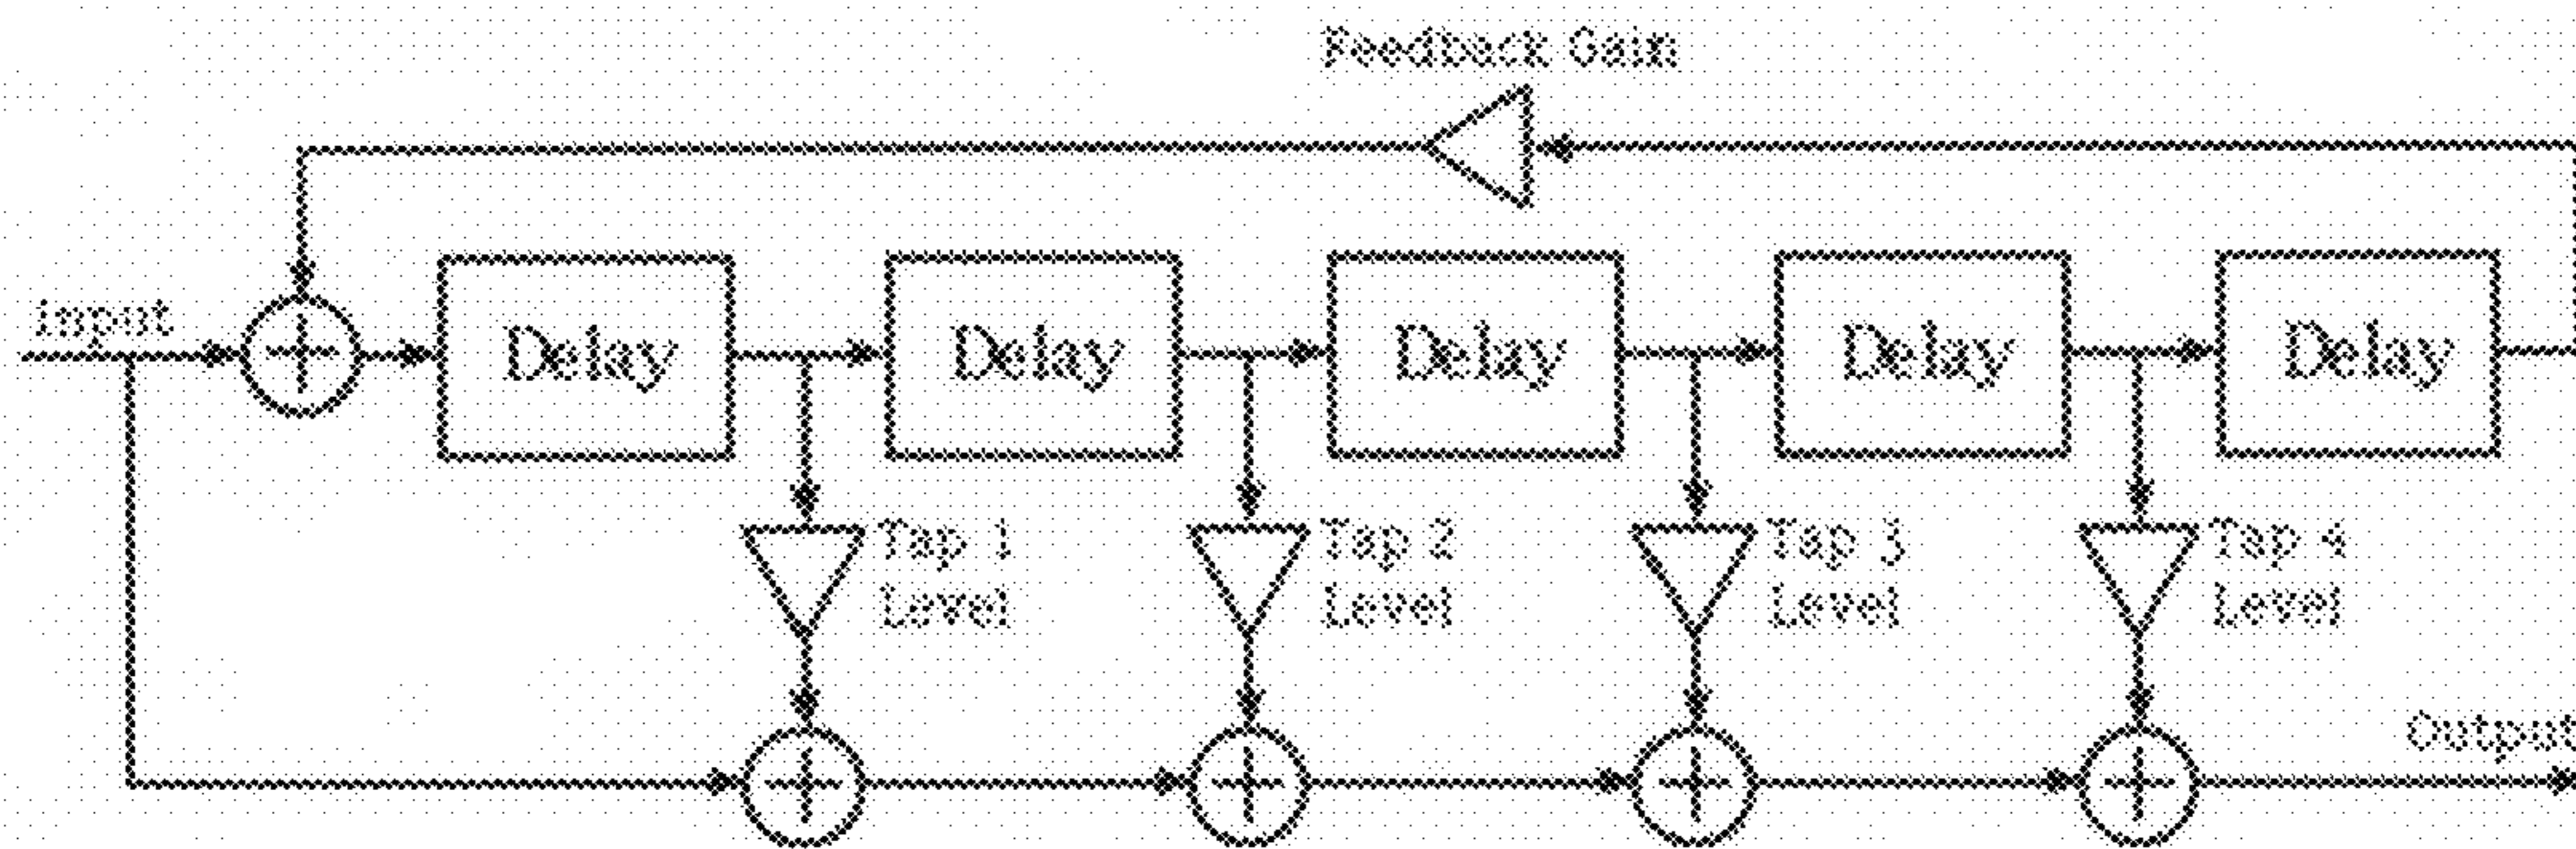 Feedback Gain
input
Delay
Delay
Delay
Delay
Delay
Tap 1
Level
Tap 2
Level
Tap 3
Level
Tap 4
Level
Output